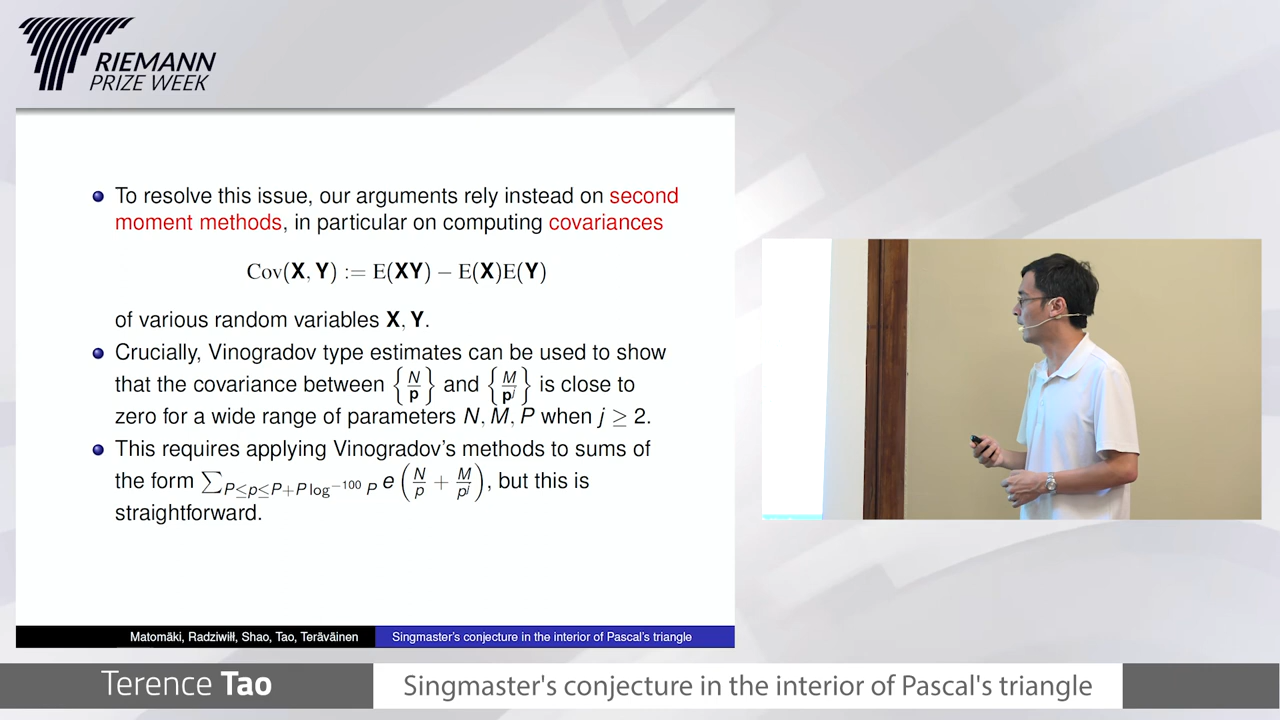 RIEMANN
PRIZE WEEK
• To resolve this issue, our arguments rely instead on second
moment methods, in particular on computing covariances
Cov(X, Y) := E(XY) − E(X)E(Y)
of various random variables X, Y.
• Crucially, Vinogradov type estimates can be used to show
that the covariance between {N/p} and {M/p^j} is close to
zero for a wide range of parameters N, M, P when j ≥ 2.
• This requires applying Vinogradov's methods to sums of
the form ∑_{P≤p≤P+P log^{−100} P} e(N/p + M/p^j), but this is
straightforward.
Matomäki, Radziwiłł, Shao, Tao, Teräväinen
Singmaster's conjecture in the interior of Pascal's triangle
Terence Tao
Singmaster's conjecture in the interior of Pascal's triangle